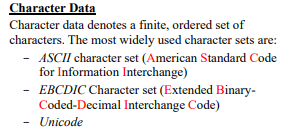 Character Data
Character data denotes a finite, ordered set of
characters. The most widely used character sets are:
– ASCII character set (American Standard Code
for Information Interchange)
– EBCDIC Character set (Extended Binary-
Coded-Decimal Interchange Code)
– Unicode